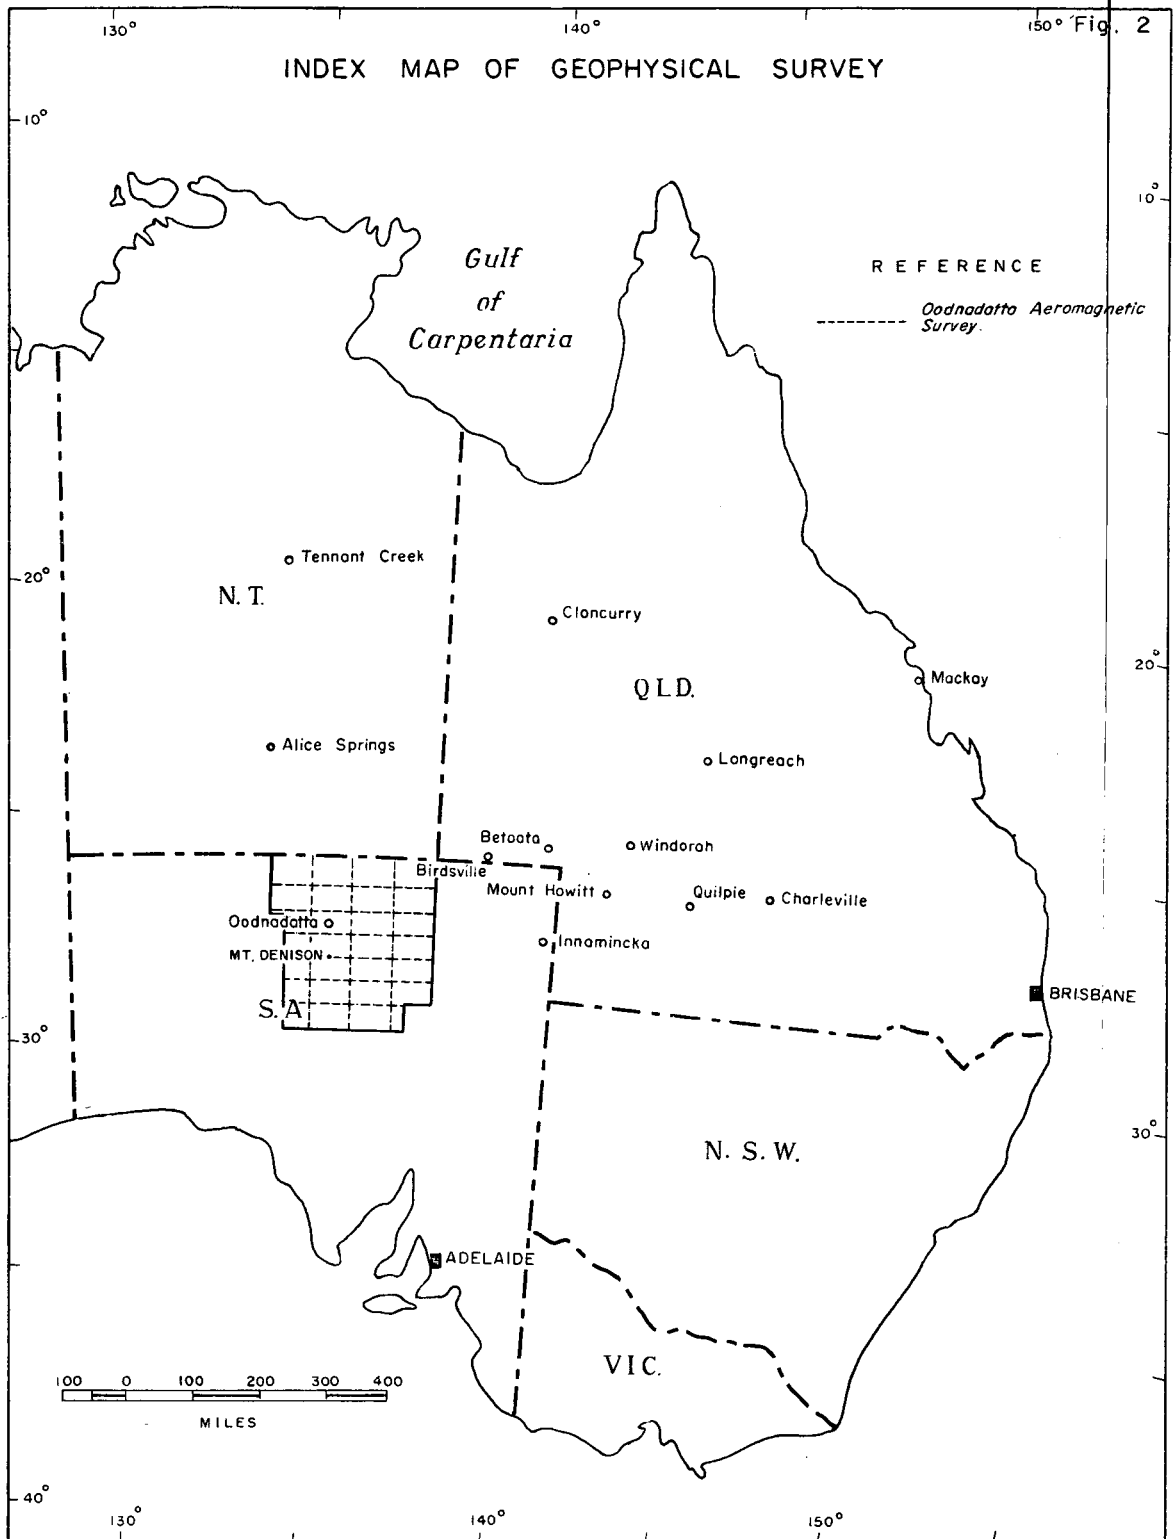 130°
140°
150° Fig. 2
INDEX MAP OF GEOPHYSICAL SURVEY
10°
10°
Gulf
of
Carpentaria
REFERENCE
Oodnadatta Aeromagnetic
Survey.
Tennant Creek
20°
N.T.
Cloncurry
20°
Mackay
QLD.
Alice Springs
Longreach
Betoota
Windorah
Birdsville
Mount Howitt
Quilpie
Charleville
Oodnadatta
Innamincka
MT. DENISON
BRISBANE
S.A
30°
30°
N.S.W.
ADELAIDE
VIC.
100 0 100 200 300 400
MILES
40°
130°
140°
150°